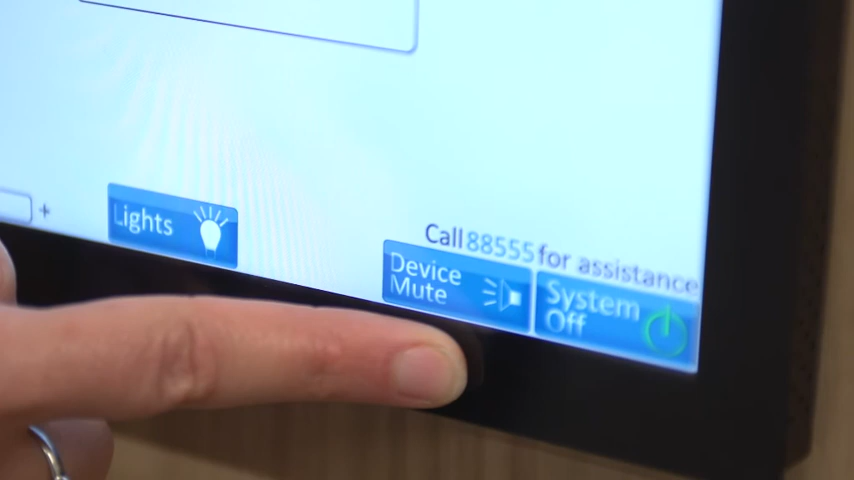 +
Lights
Call 88555 for assistance
Device
Mute
System
Off